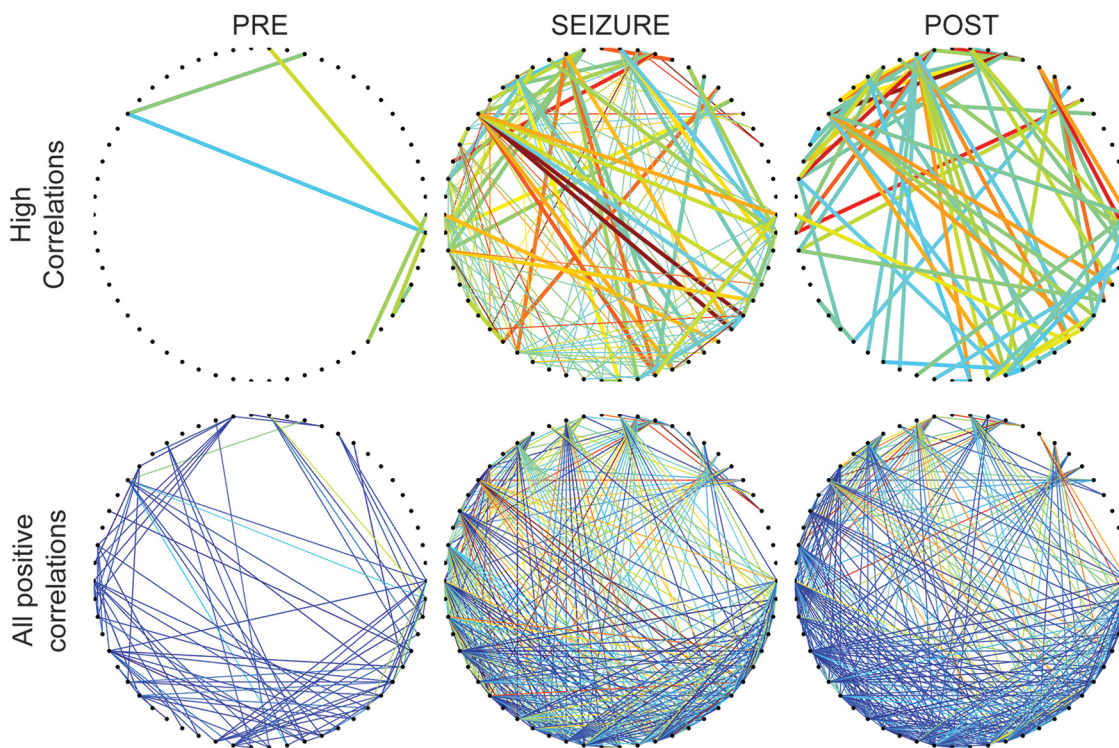 PRE
SEIZURE
POST
High
Correlations
All positive
correlations